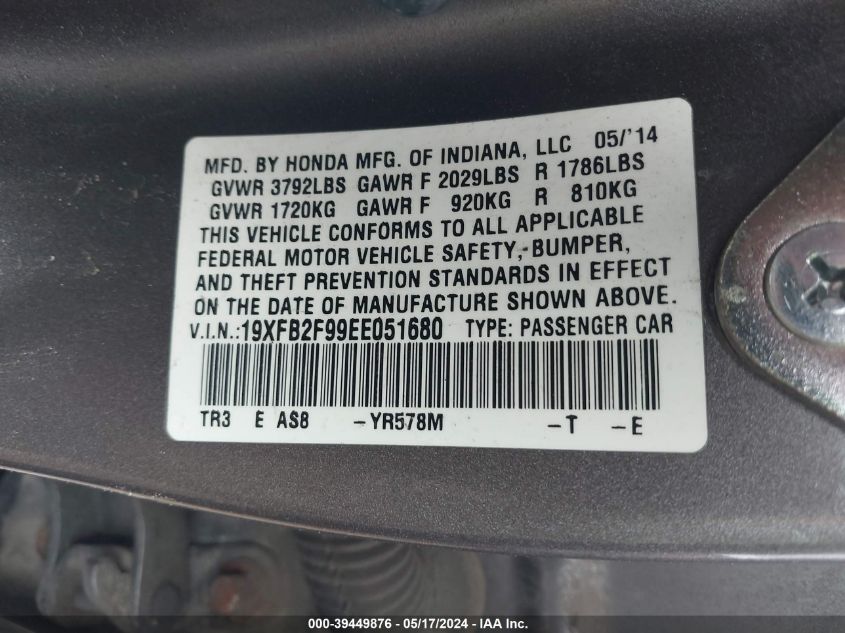 MFD. BY HONDA MFG. OF INDIANA, LLC 05/'14
GVWR 3792LBS GAWR F 2029LBS R 1786LBS
GVWR 1720KG GAWR F 920KG R 810KG
THIS VEHICLE CONFORMS TO ALL APPLICABLE
FEDERAL MOTOR VEHICLE SAFETY, BUMPER,
AND THEFT PREVENTION STANDARDS IN EFFECT
ON THE DATE OF MANUFACTURE SHOWN ABOVE.
V.I.N.:19XFB2F99EE051680 TYPE: PASSENGER CAR
TR3 E AS8 -YR578M -T -E
000-39449876 — 05/17/2024 — IAA Inc.